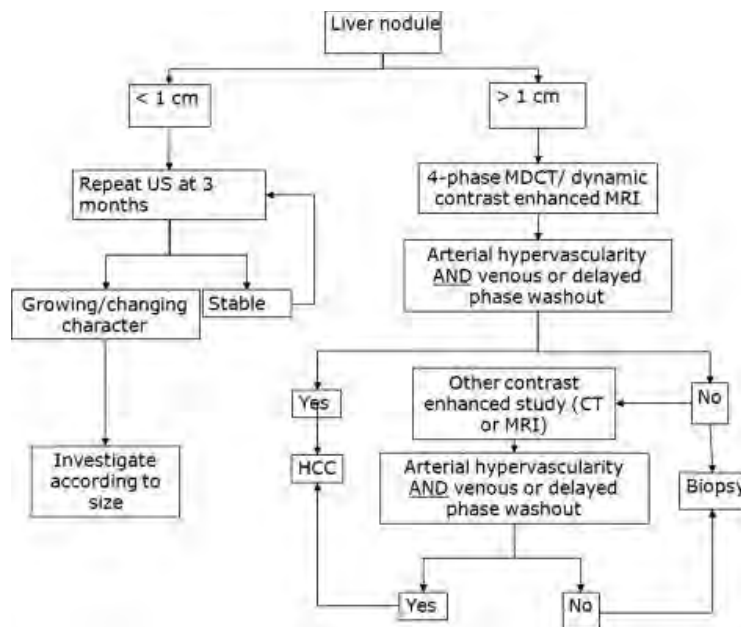 Liver nodule
< 1 cm
> 1 cm
Repeat US at 3
months
4-phase MDCT/ dynamic
contrast enhanced MRI
Growing/changing
character
Stable
Arterial hypervascularity
AND venous or delayed
phase washout
Investigate
according to
size
Yes
Other contrast
enhanced study (CT
or MRI)
No
HCC
Arterial hypervascularity
AND venous or delayed
phase washout
Biopsy
Yes
No